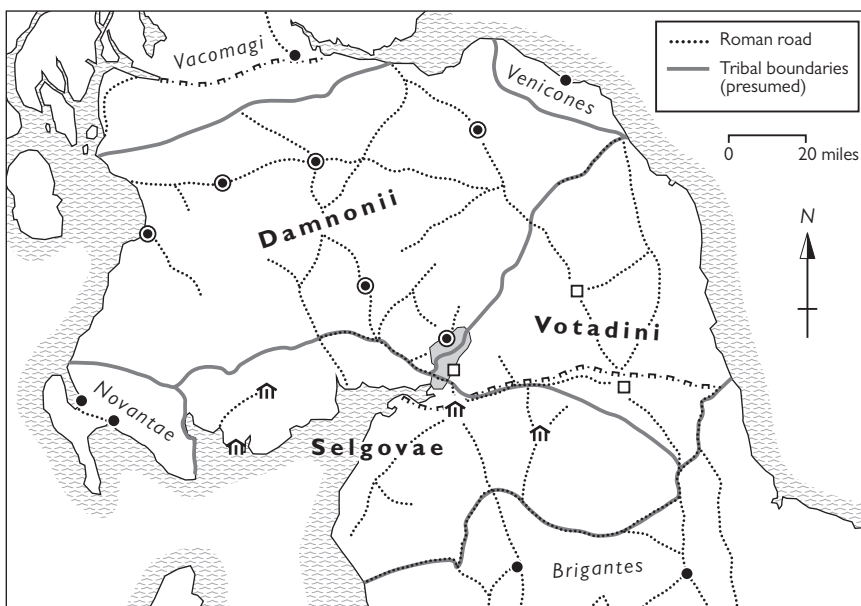 Vacomagi
Venicones
Roman road
Tribal boundaries
(presumed)
0 20 miles
N
Damnonii
Votadini
Novantae
Selgovae
Brigantes